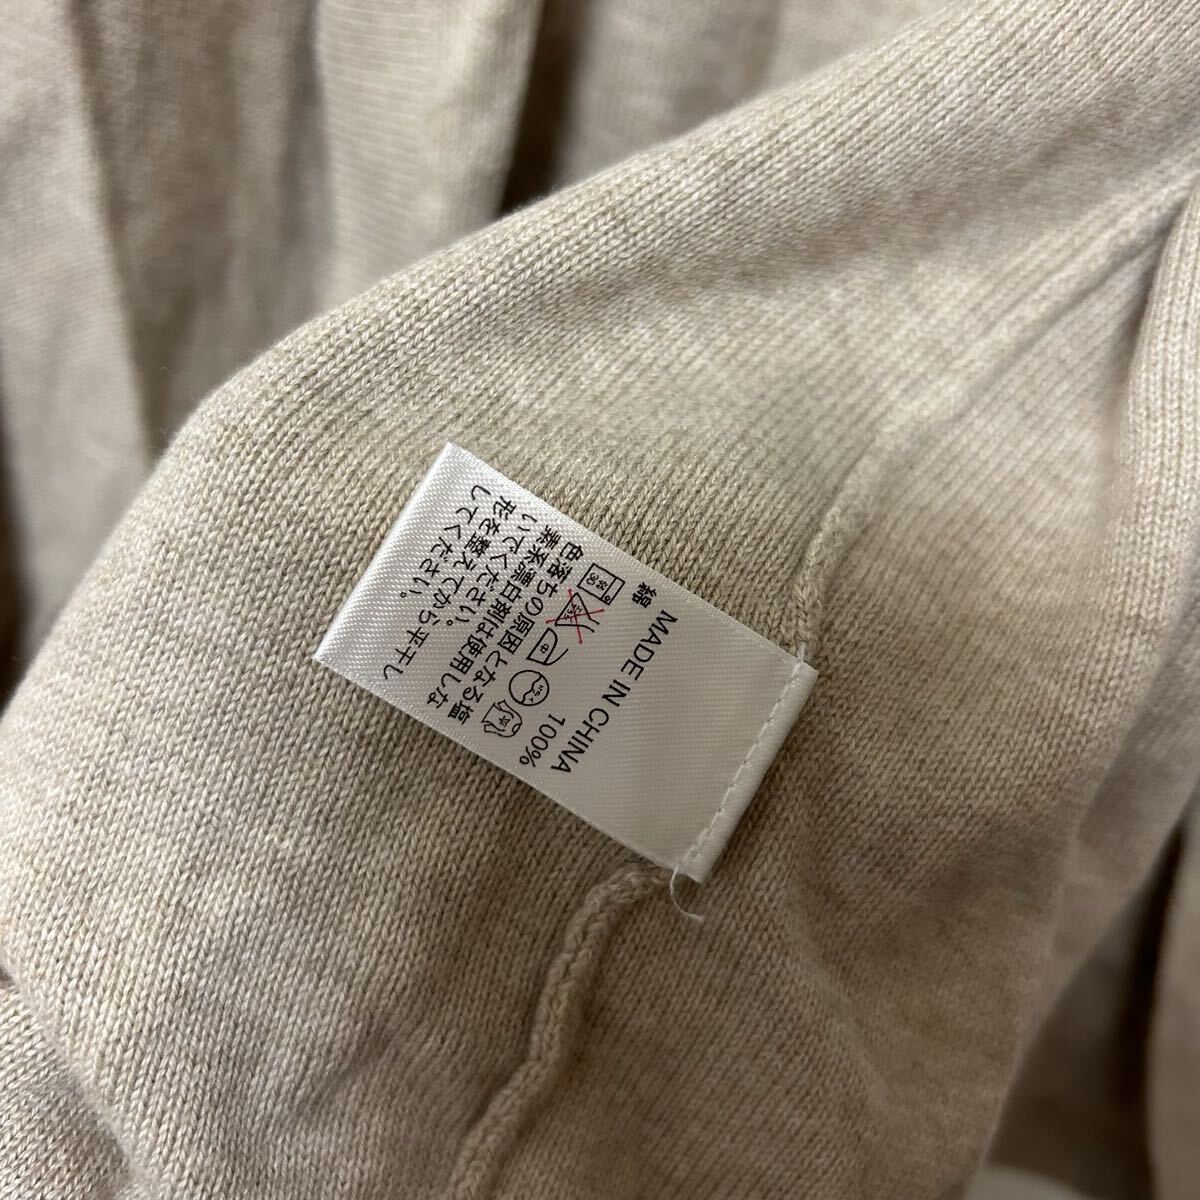 MADE IN CHINA
綿 100%
中 平
色落ちの原因となる塩
素系漂白剤は使用しな
いでください。
形を整えてから平干し
してください。